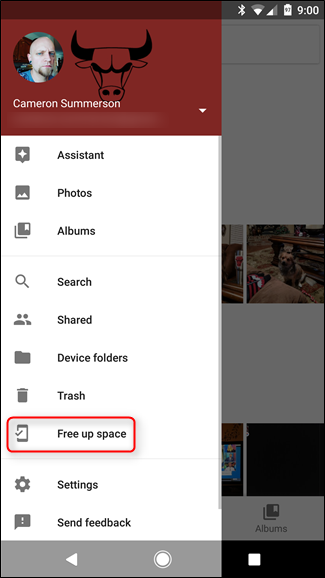 97
9:00
Cameron Summerson
Assistant
Photos
Albums
Search
Shared
Device folders
Trash
Free up space
Settings
Send feedback
Albums